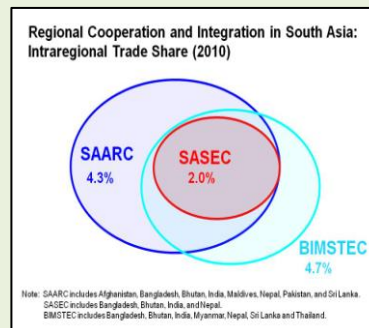 Regional Cooperation and Integration in South Asia:
Intraregional Trade Share (2010)
SAARC
4.3%
SASEC
2.0%
BIMSTEC
4.7%
Note: SAARC includes Afghanistan, Bangladesh, Bhutan, India, Maldives, Nepal, Pakistan, and Sri Lanka.
SASEC includes Bangladesh, Bhutan, India, and Nepal.
BIMSTEC includes Bangladesh, Bhutan, India, Myanmar, Nepal, Sri Lanka and Thailand.